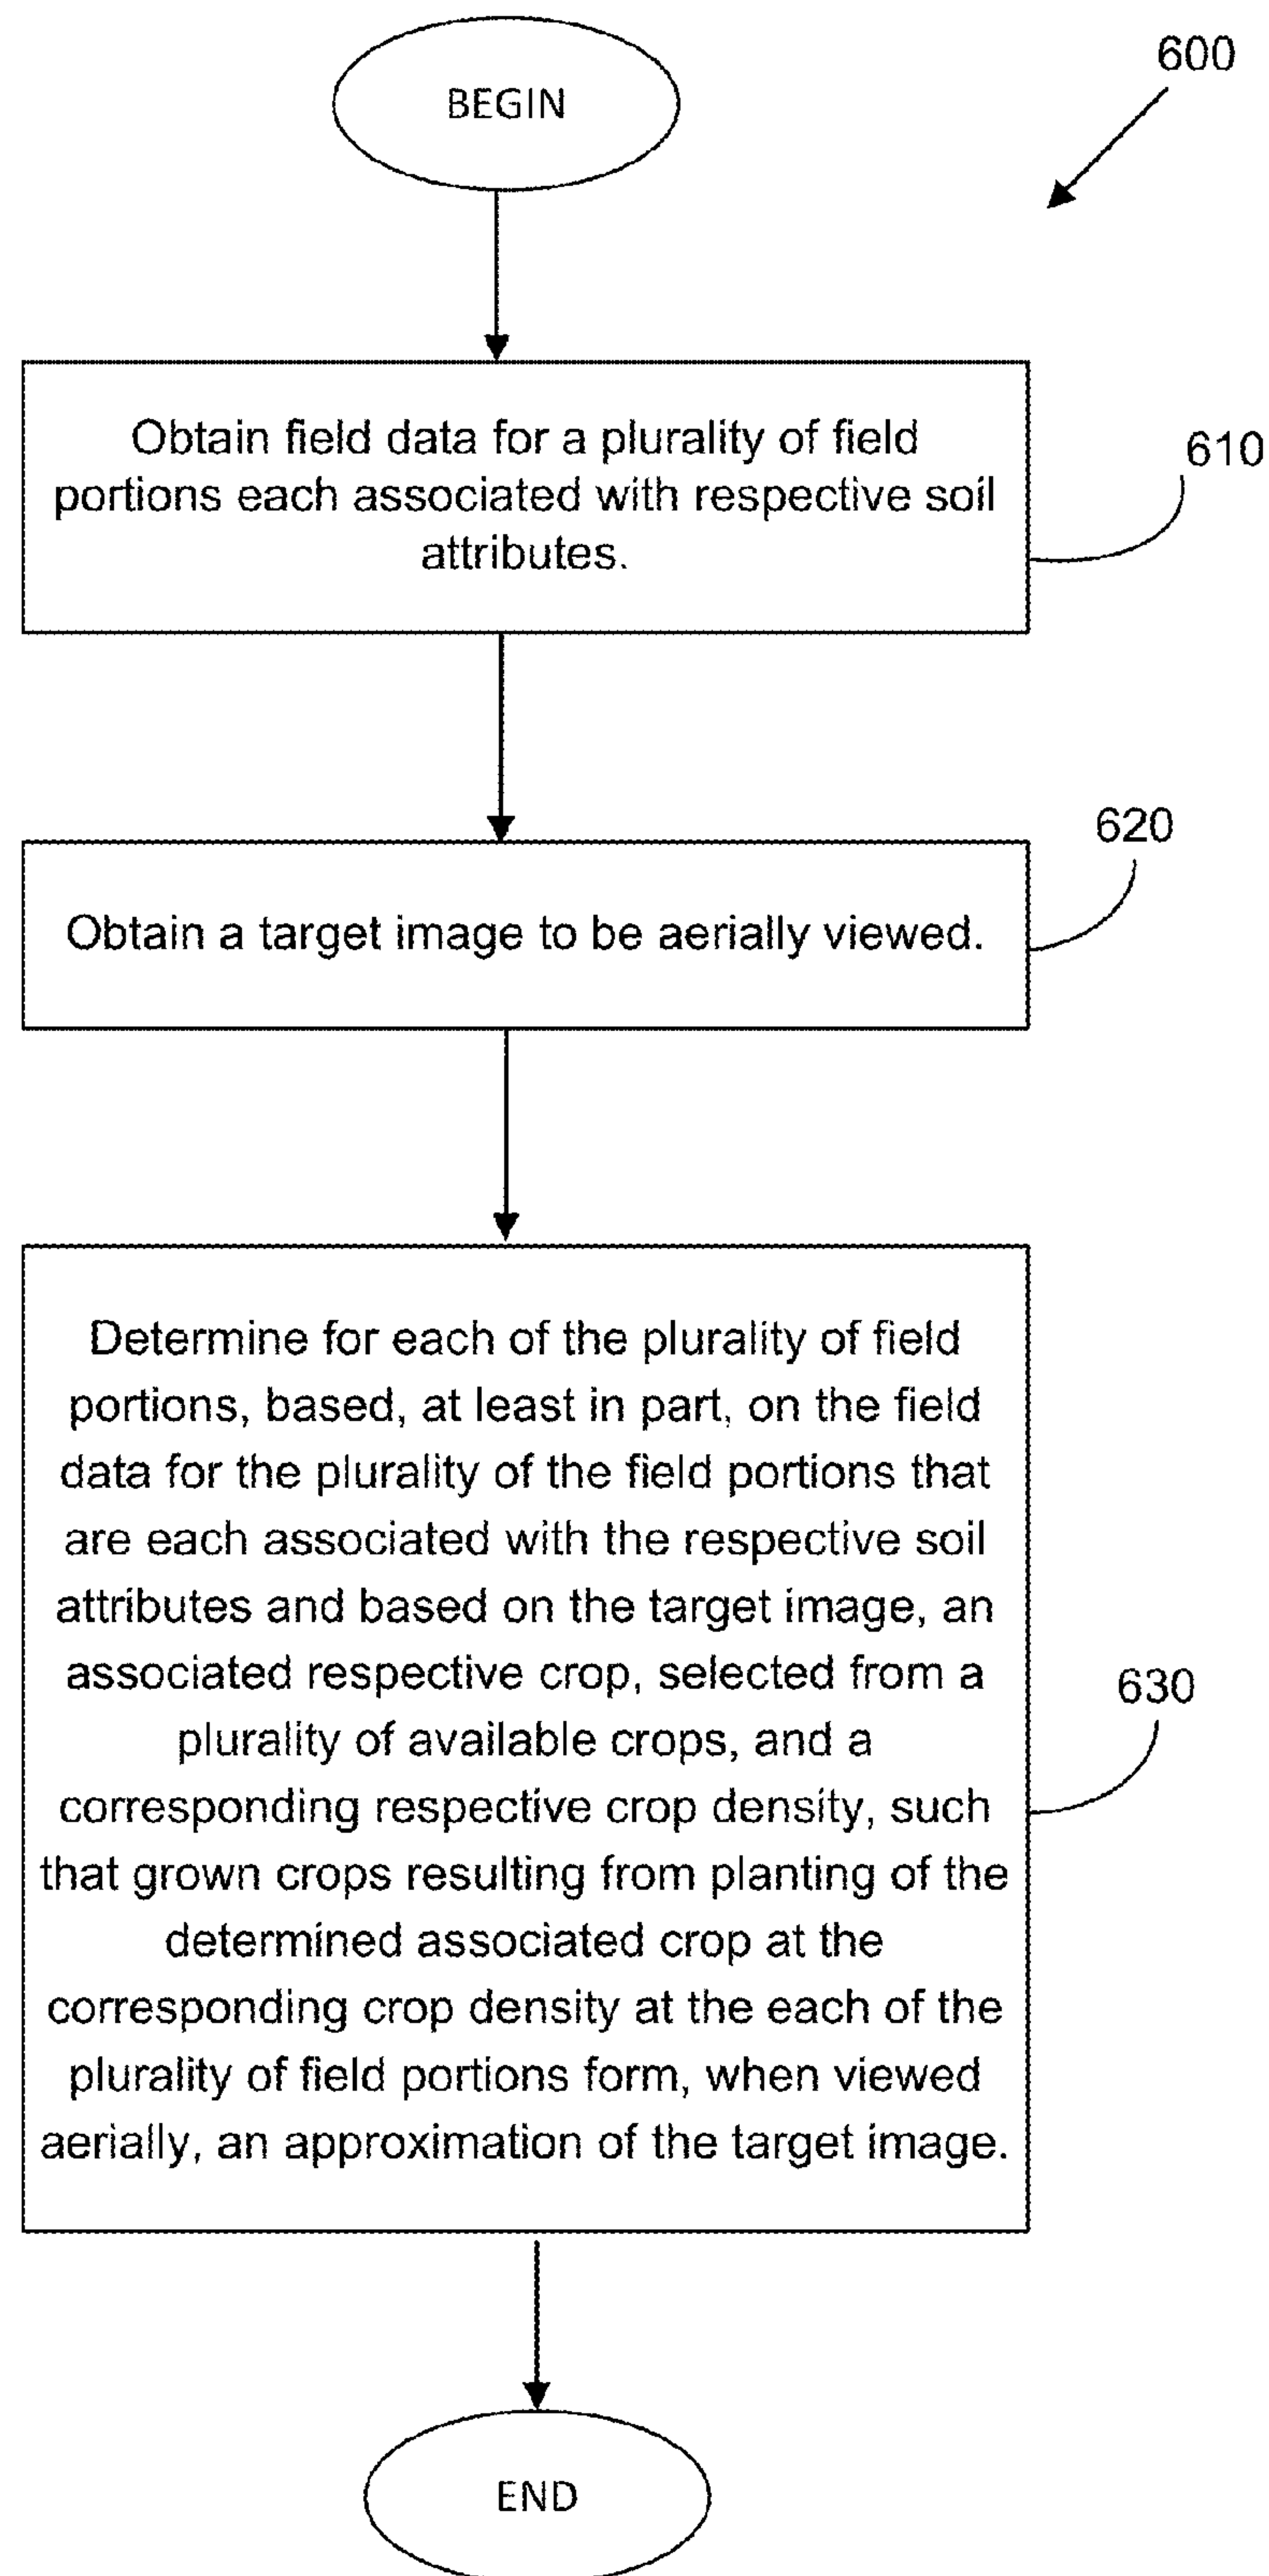 BEGIN
600
Obtain field data for a plurality of field
portions each associated with respective soil
attributes.
610
Obtain a target image to be aerially viewed.
620
Determine for each of the plurality of field
portions, based, at least in part, on the field
data for the plurality of the field portions that
are each associated with the respective soil
attributes and based on the target image, an
associated respective crop, selected from a
plurality of available crops, and a
corresponding respective crop density, such
that grown crops resulting from planting of the
determined associated crop at the
corresponding crop density at the each of the
plurality of field portions form, when viewed
aerially, an approximation of the target image.
630
END